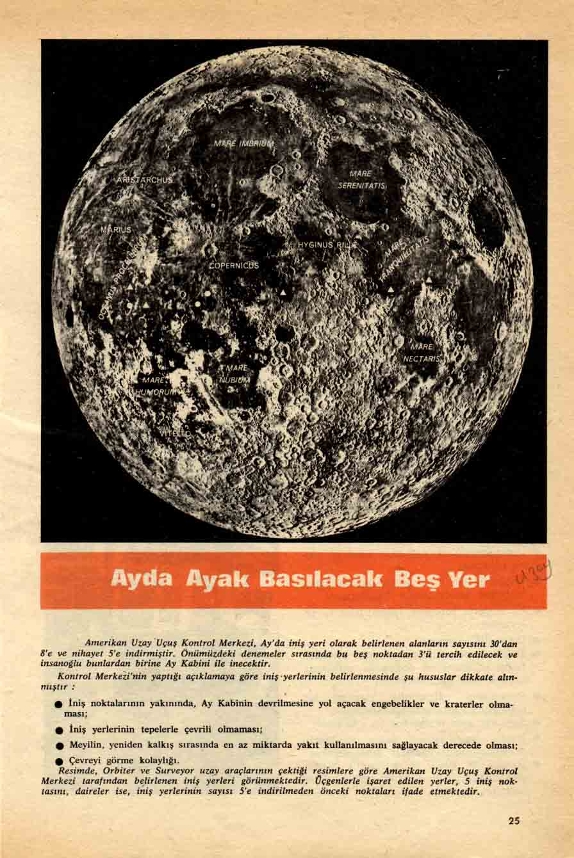 MARE IMBRIUM
MARE
SERENITATIS
ARISTARCHUS
MARIUS
HYGINUS RILLE
MARE
TRANQUILLITATIS
COPERNICUS
OCEANUS PROCELLARUM
MARE
NECTARIS
MARE
NUBIUM
MARE
HUMORUM
Ayda Ayak Basılacak Beş Yer
uzay
Amerikan Uzay Uçuş Kontrol Merkezi, Ay'da iniş yeri olarak belirlenen alanların sayısını 30'dan
8'e ve nihayet 5'e indirmiştir. Önümüzdeki denemeler sırasında bu beş noktadan 3'ü tercih edilecek ve
insanoğlu bunlardan birine Ay Kabini ile inecektir.
Kontrol Merkezi'nin yaptığı açıklamaya göre iniş yerlerinin belirlenmesinde şu hususlar dikkate alın-
mıştır :
● İniş noktalarının yakınında, Ay Kabinin devrilmesine yol açacak engebelikler ve kraterler olma-
ması;
● İniş yerlerinin tepelerle çevrili olmaması;
● Meyilin, yeniden kalkış sırasında en az miktarda yakıt kullanılmasını sağlayacak derecede olması;
● Çevreyi görme kolaylığı.
Resimde, Orbiter ve Surveyor uzay araçlarının çektiği resimlere göre Amerikan Uzay Uçuş Kontrol
Merkezi tarafından belirlenen iniş yerleri görünmektedir. Üçgenlerle işaret edilen yerler, 5 iniş nok-
tasını, daireler ise, iniş yerlerinin sayısı 5'e indirilmeden önceki noktaları ifade etmektedir.
25